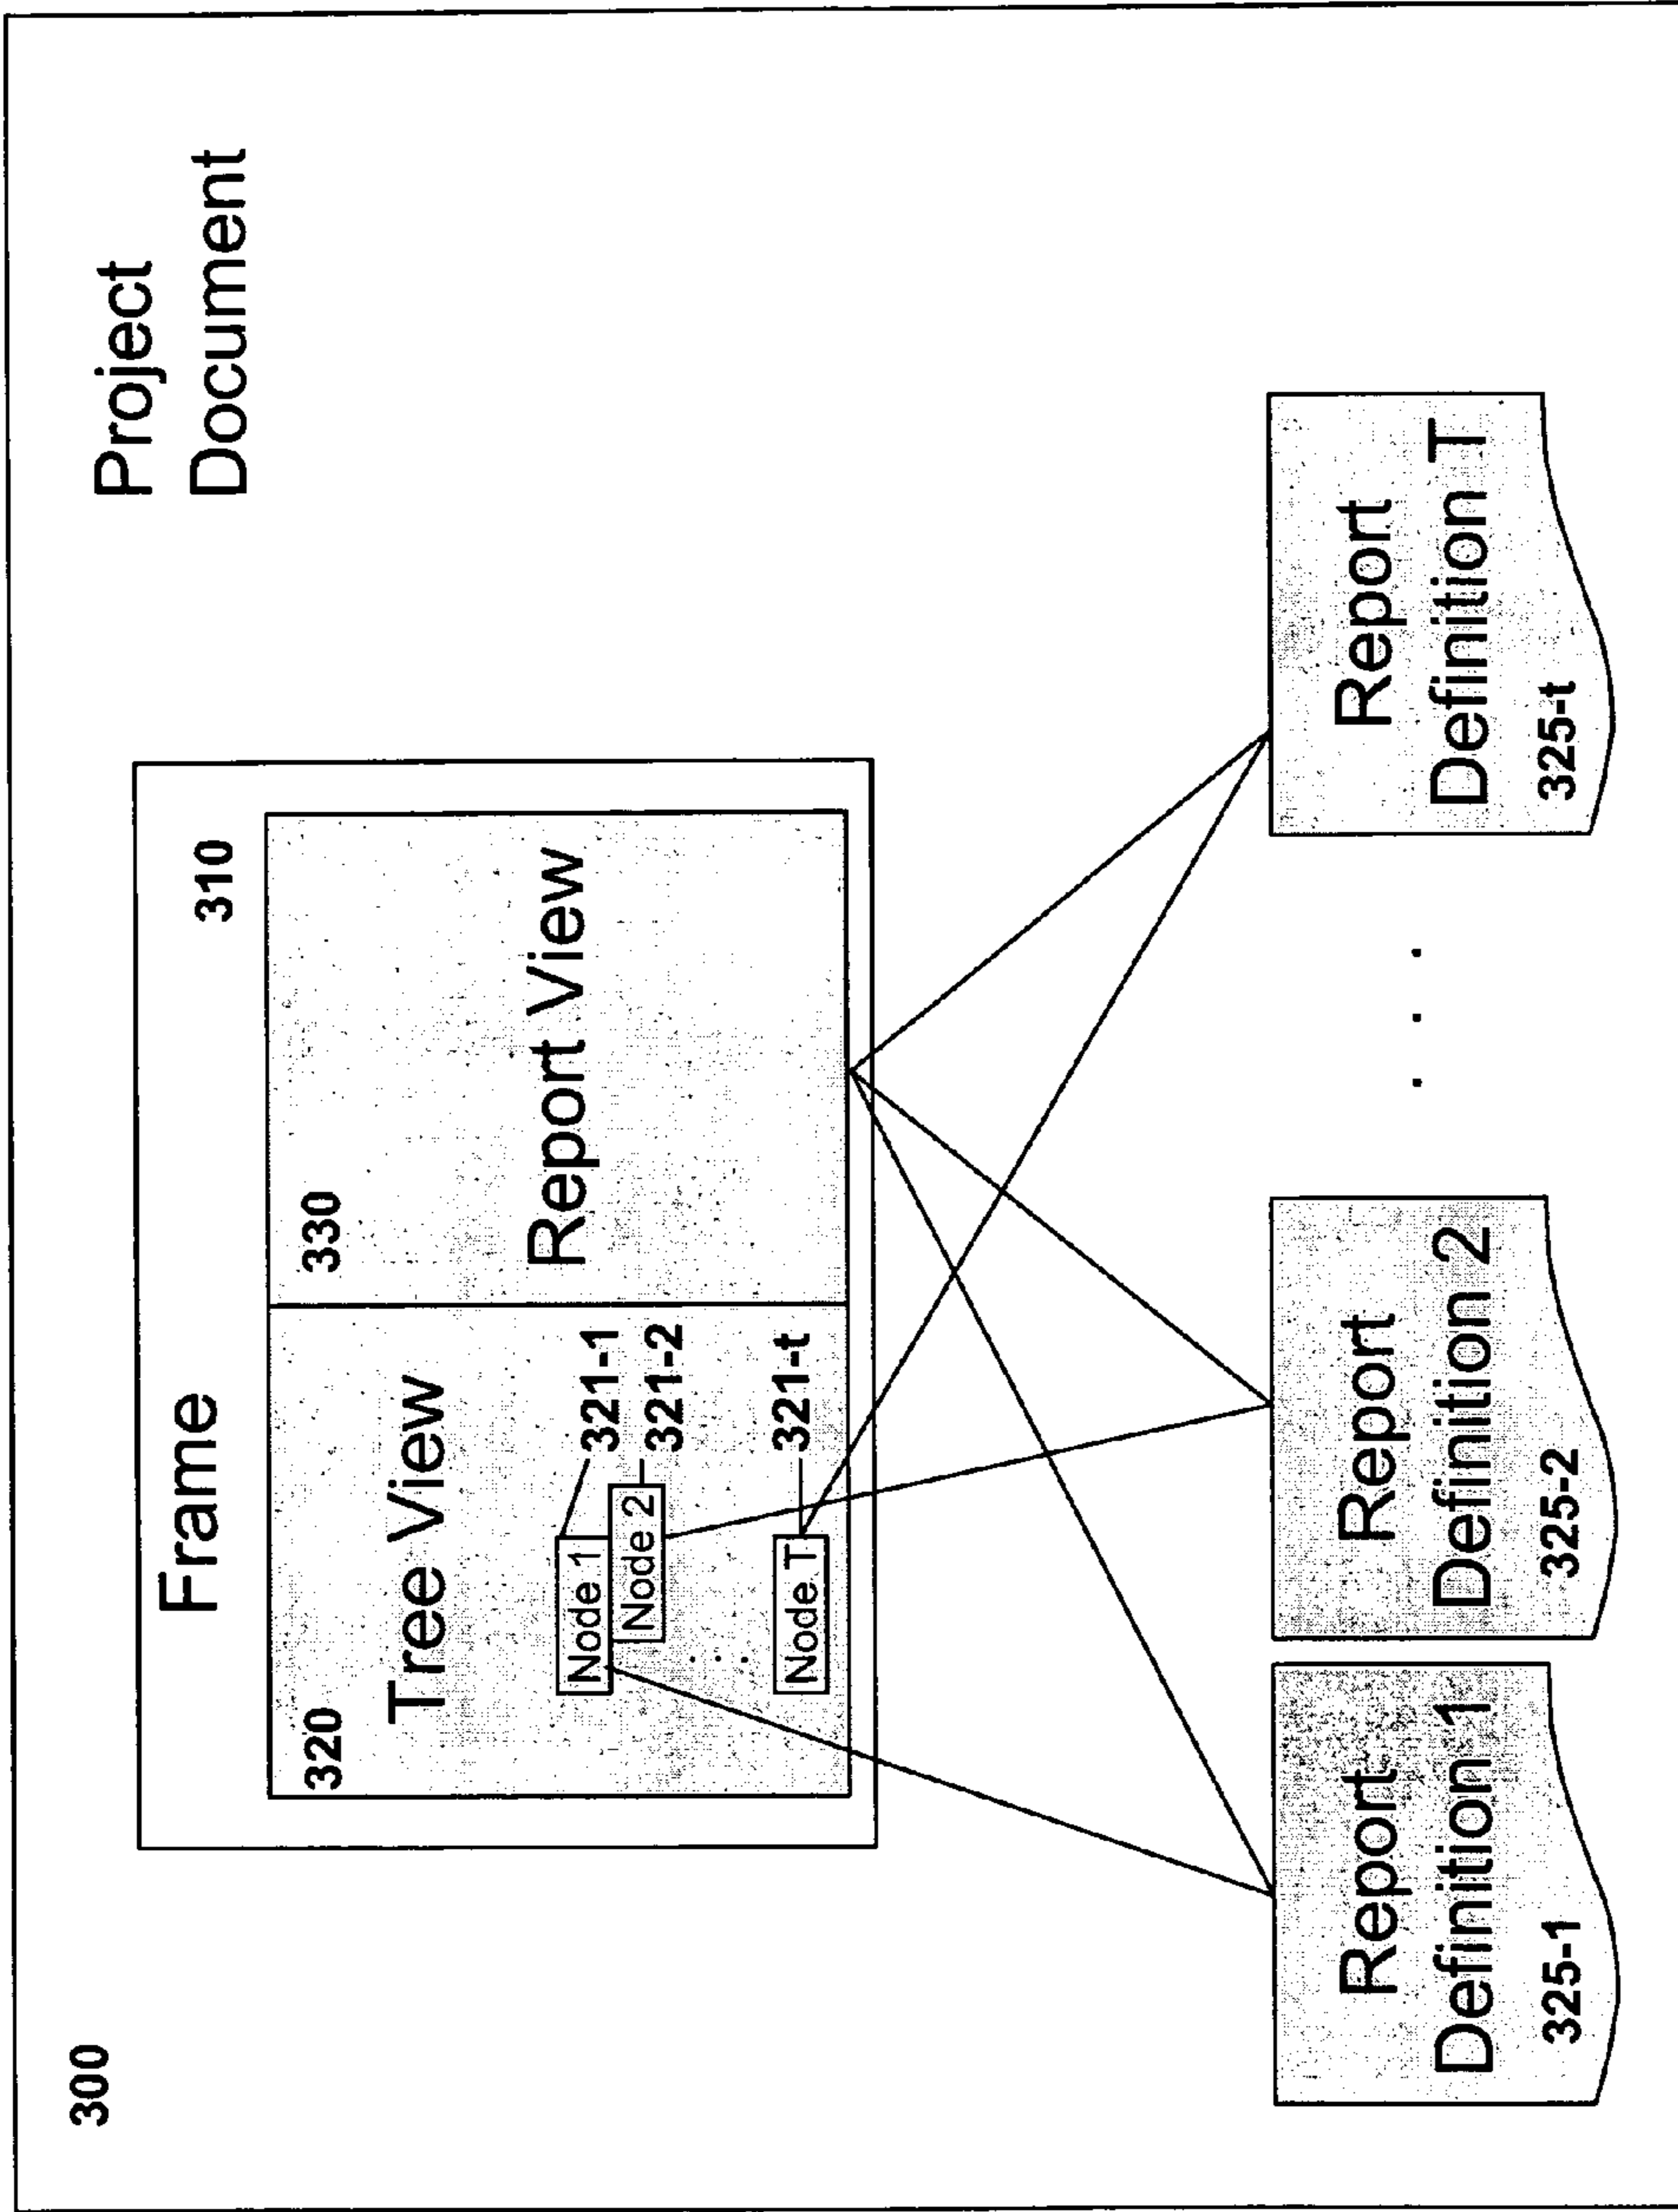 300
Project
Document
Frame
310
320
Tree View
330
Report View
Node 1
321-1
Node 2
321-2
. . .
Node T
321-t
Report
Definition 1
325-1
Report
Definition 2
325-2
. . .
Report
Definition T
325-t